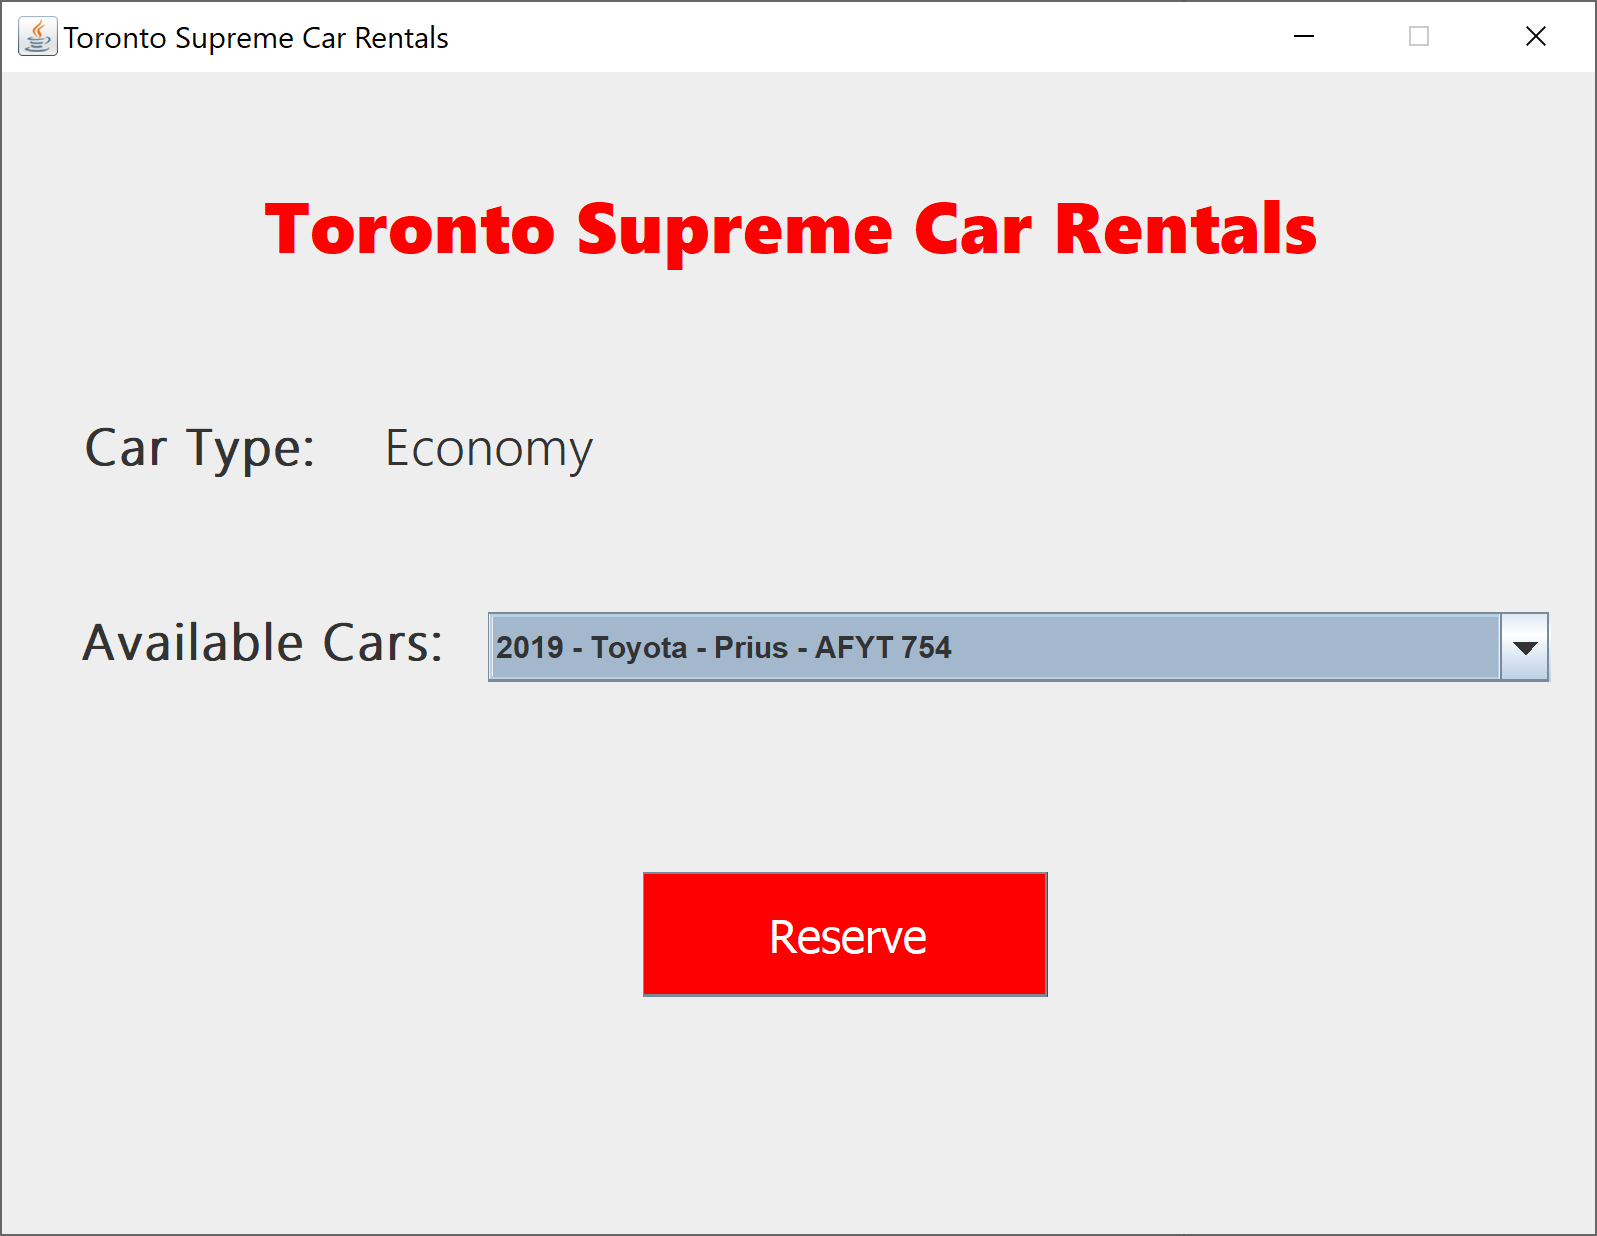 Toronto Supreme Car Rentals
Toronto Supreme Car Rentals
Car Type: Economy
Available Cars: 2019 - Toyota - Prius - AFYT 754
Reserve